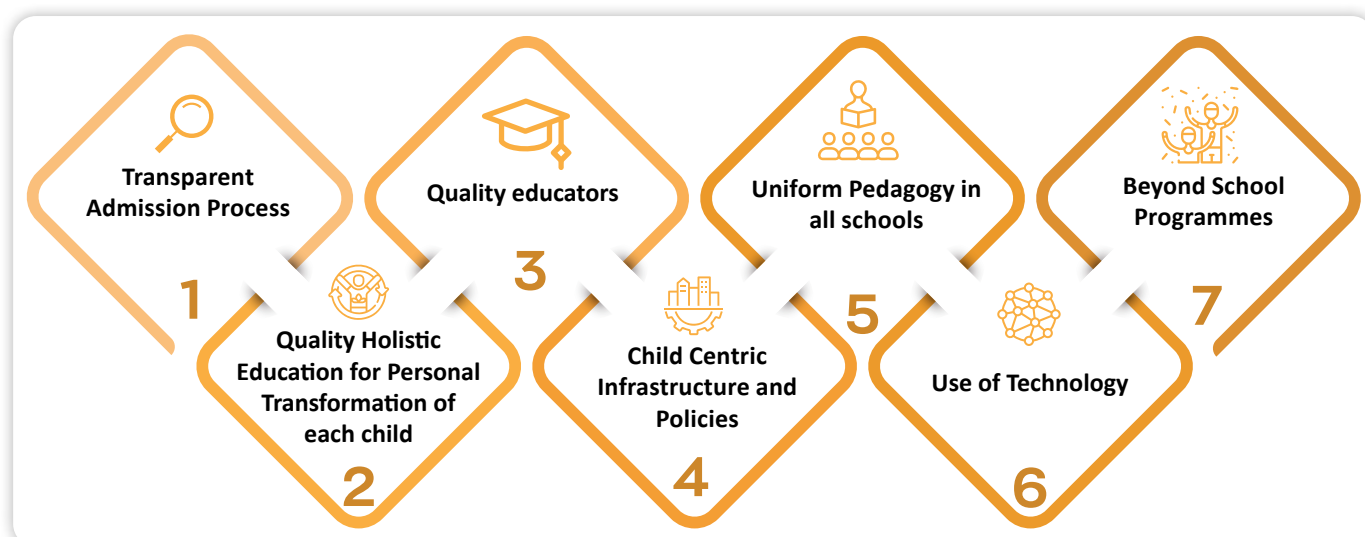 Transparent
Admission Process
1
Quality Holistic
Education for Personal
Transformation of
each child
2
Quality educators
3
Child Centric
Infrastructure and
Policies
4
Uniform Pedagogy in
all schools
5
Use of Technology
6
Beyond School
Programmes
7